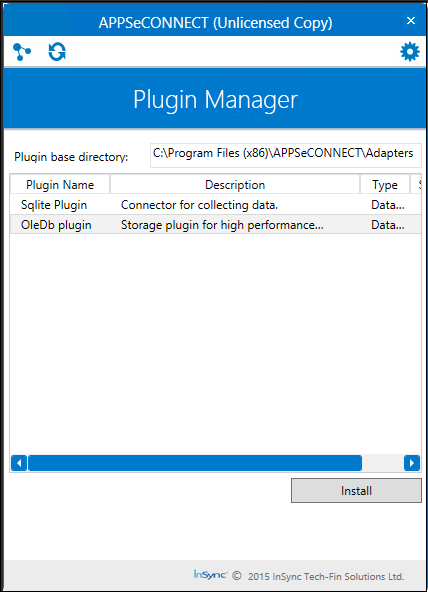 APPSeCONNECT (Unlicensed Copy) ×
Plugin Manager
Plugin base directory: C:\Program Files (x86)\APPSeCONNECT\Adapters
Plugin Name Description Type
Sqlite Plugin Connector for collecting data. Data...
OleDb plugin Storage plugin for high performance... Data...
Install
inSync © 2015 InSync Tech-Fin Solutions Ltd.